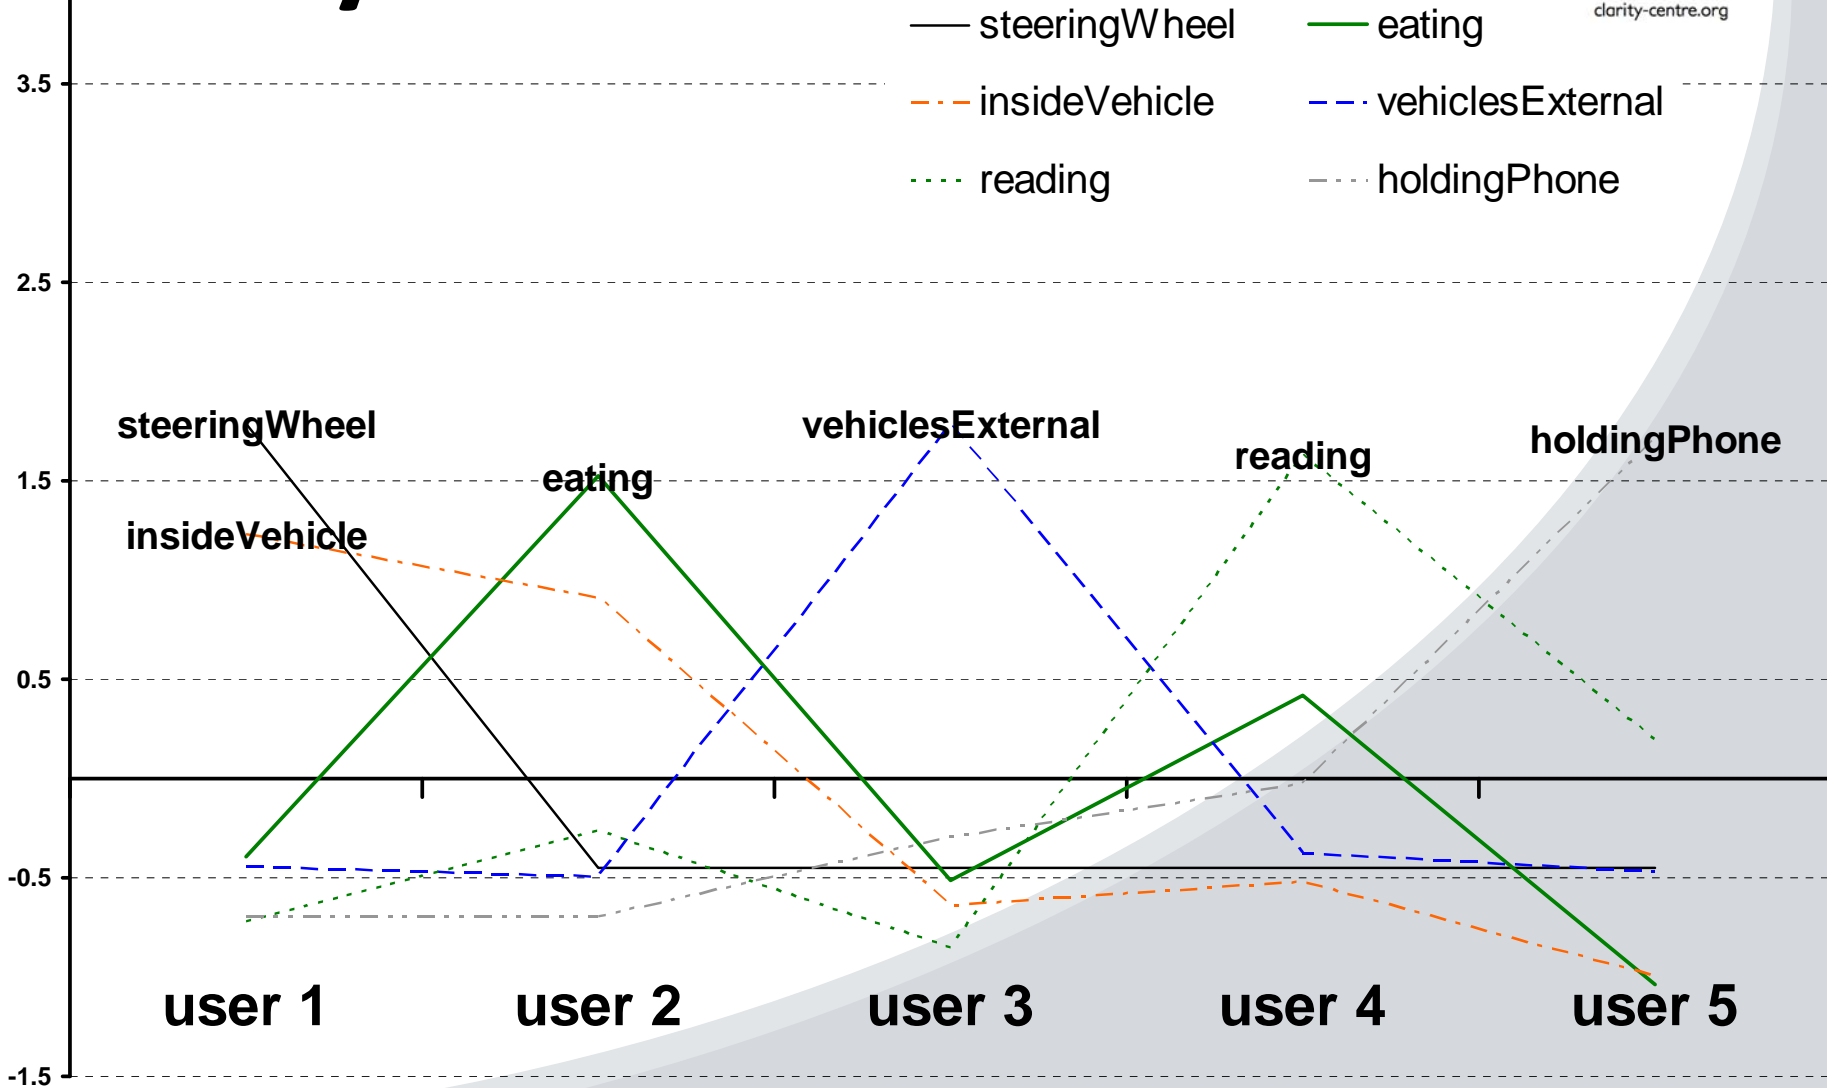 clarity-centre.org
steeringWheel eating
3.5
insideVehicle vehiclesExternal
reading holdingPhone
2.5
steeringWheel vehiclesExternal holdingPhone
reading
eating
1.5
insideVehicle
0.5
-0.5
user 1 user 2 user 3 user 4 user 5
-1.5